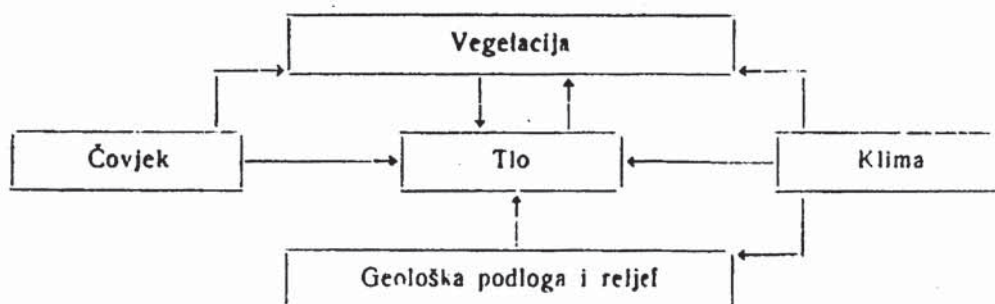 Vegetacija
Čovjek
Tlo
Klima
Geološka podloga i reljef